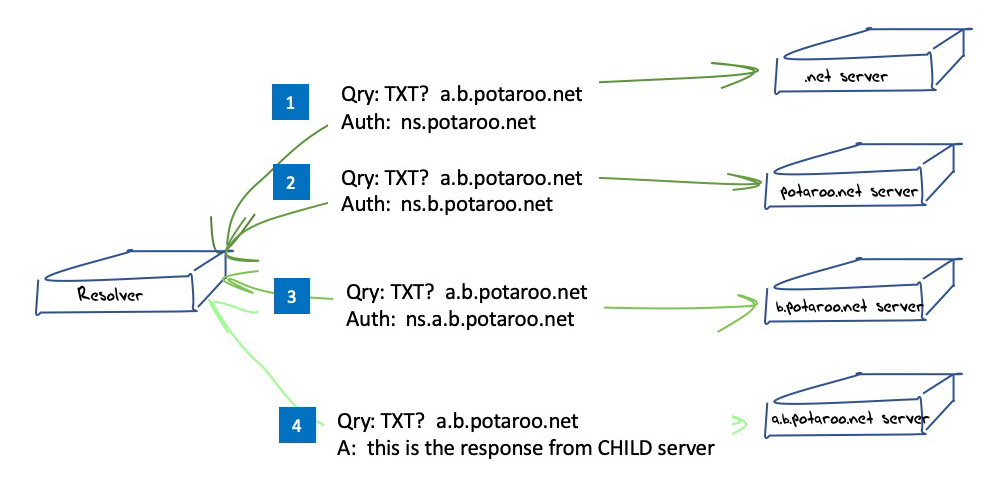 .net server
1
Qry: TXT? a.b.potaroo.net
Auth: ns.potaroo.net
2
Qry: TXT? a.b.potaroo.net
Auth: ns.b.potaroo.net
potaroo.net server
Resolver
3
Qry: TXT? a.b.potaroo.net
Auth: ns.a.b.potaroo.net
b.potaroo.net server
4
Qry: TXT? a.b.potaroo.net
A: this is the response from CHILD server
a.b.potaroo.net server